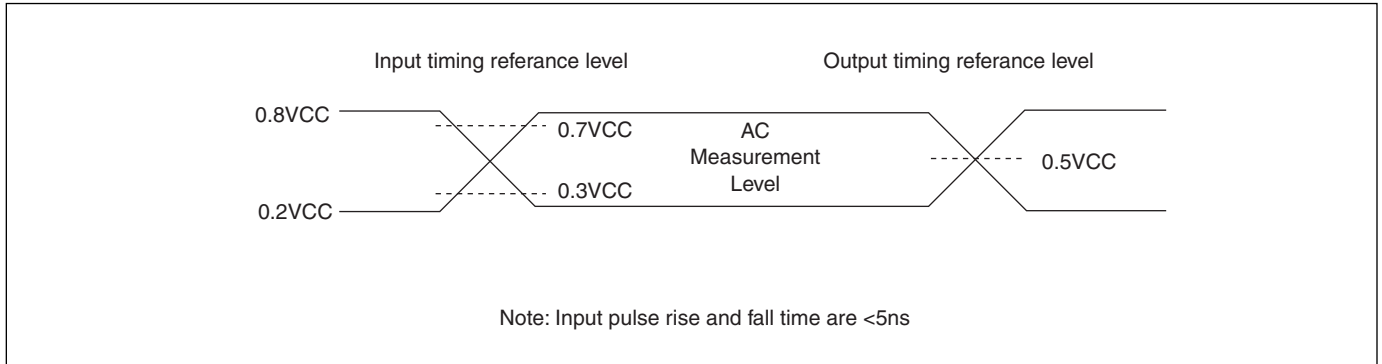 Input timing referance level
Output timing referance level
0.8VCC
0.7VCC
AC
Measurement
Level
0.5VCC
0.3VCC
0.2VCC
Note: Input pulse rise and fall time are <5ns